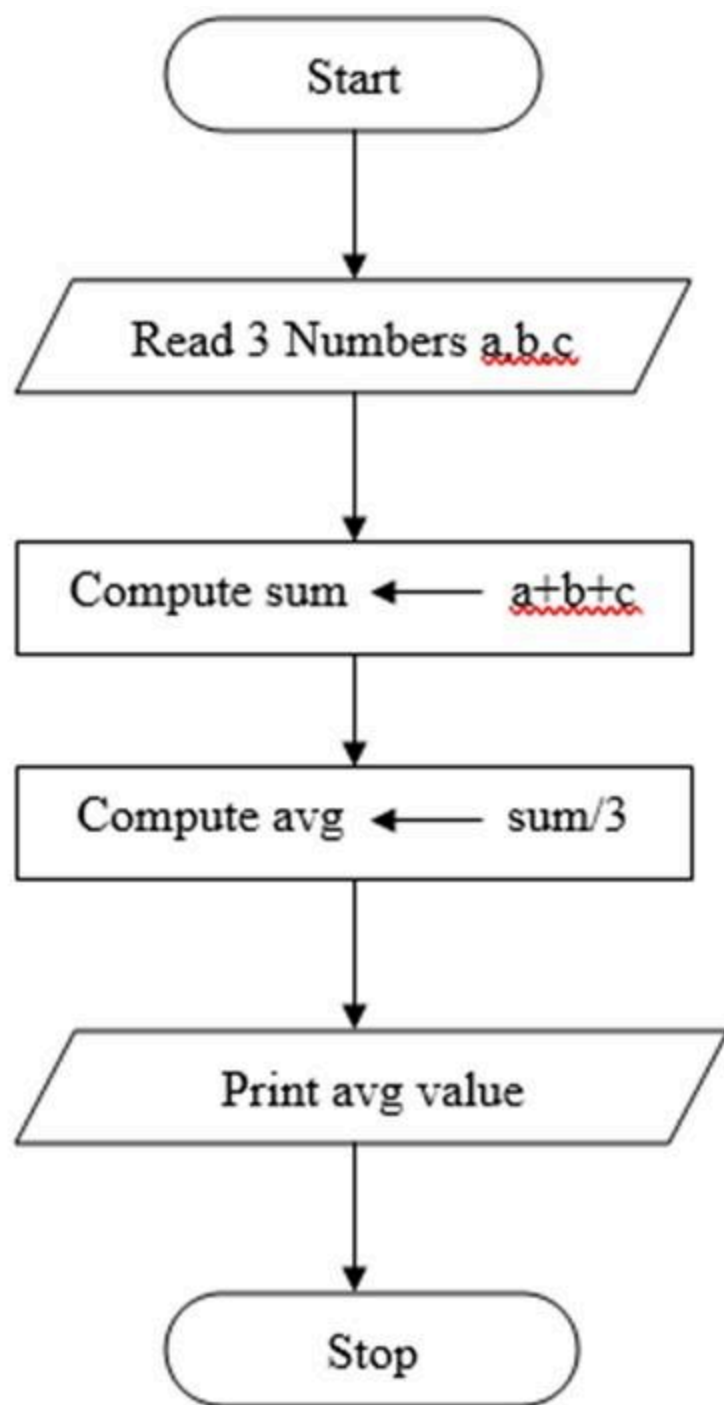 Start
Read 3 Numbers a,b,c
Compute sum ← a+b+c
Compute avg ← sum/3
Print avg value
Stop